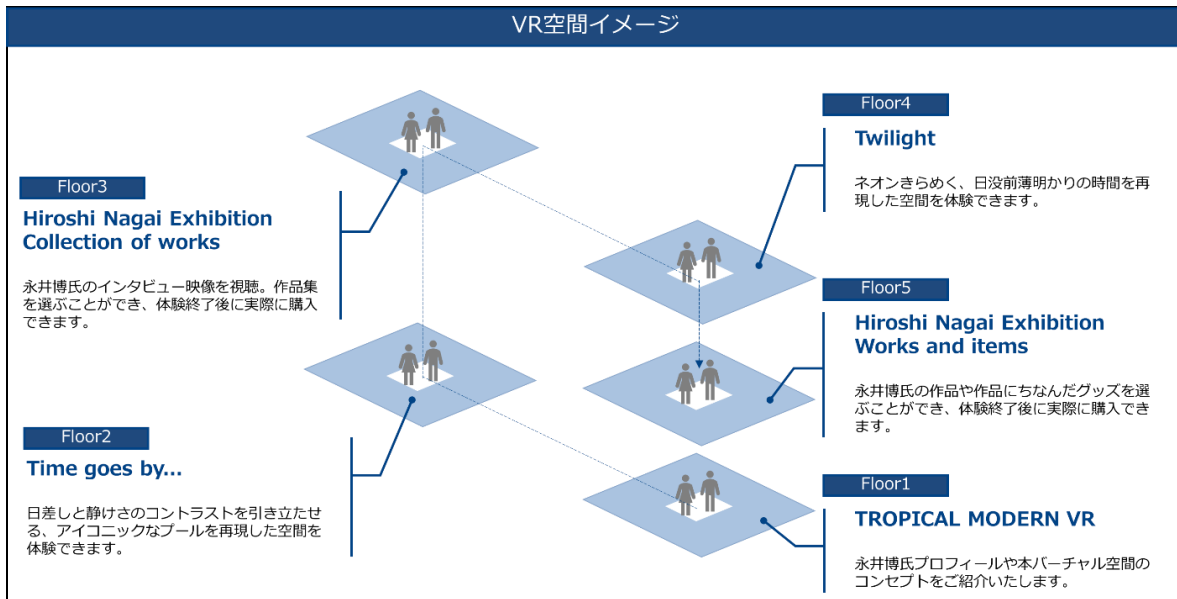 VR空間イメージ
Floor3
Hiroshi Nagai Exhibition
Collection of works
永井博氏のインタビュー映像を視聴。作品集
を選ぶことができ、体験終了後に実際に購入
できます。
Floor2
Time goes by...
日差しと静けさのコントラストを引き立たせ
る、アイコニックなプールを再現した空間を
体験できます。
Floor4
Twilight
ネオンきらめく、日没前薄明かりの時間を再
現した空間を体験できます。
Floor5
Hiroshi Nagai Exhibition
Works and items
永井博氏の作品や作品にちなんだグッズを選
ぶことができ、体験終了後に実際に購入でき
ます。
Floor1
TROPICAL MODERN VR
永井博氏プロフィールや本バーチャル空間の
コンセプトをご紹介いたします。